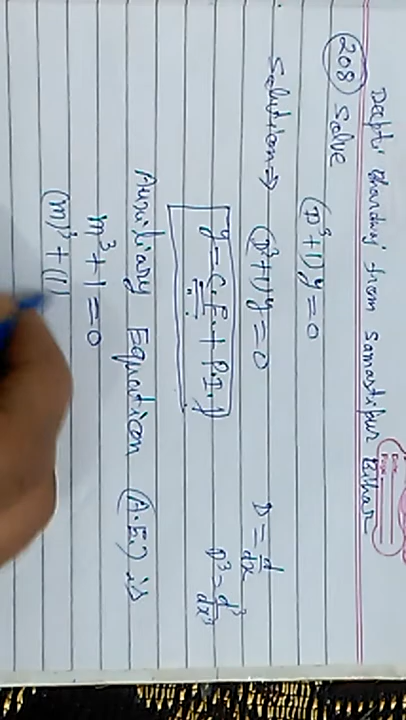 Deepti Bhardwaj from Samastipur Bihar
208 Solve
(D³+1)y=0
Solution⇒ (D³+1)y=0 D=d/dx
y=C.F.+P.I. D³=d³/dx³
Auxiliary Equation (A.E.) is
m³+1=0
(m)³+(1)